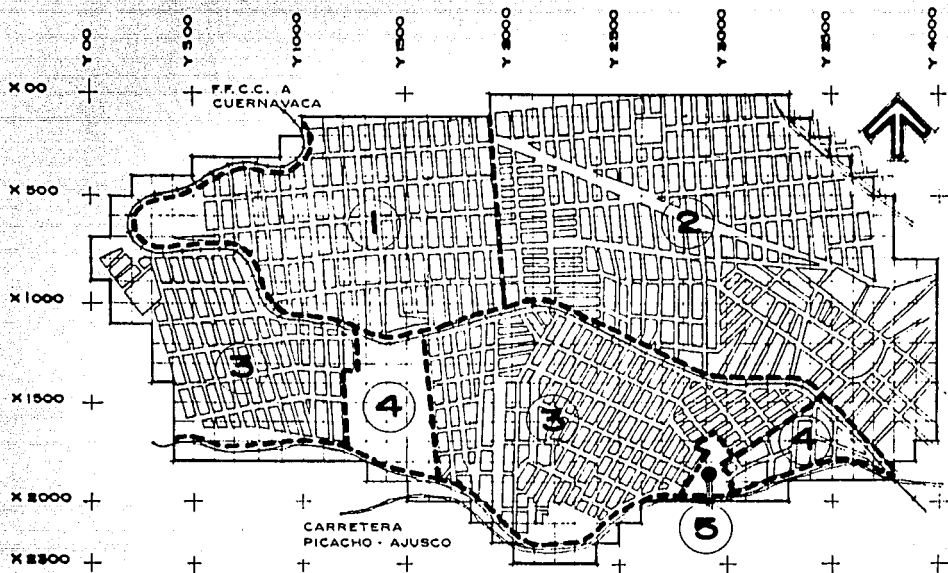 Y 00
Y 500
Y 1000
Y 1500
Y 2000
Y 2500
Y 3000
Y 3500
Y 4000
X 00
F.F.C.C. A
CUERNAVACA
X 500
1
2
X 1000
3
4
X 1500
3
4
X 2000
CARRETERA
PICACHO - AJUSCO
5
X 2300